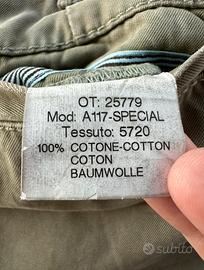 OT: 25779
Mod: A117-SPECIAL
Tessuto: 5720
100% COTONE-COTTON
COTON
BAUMWOLLE
subito